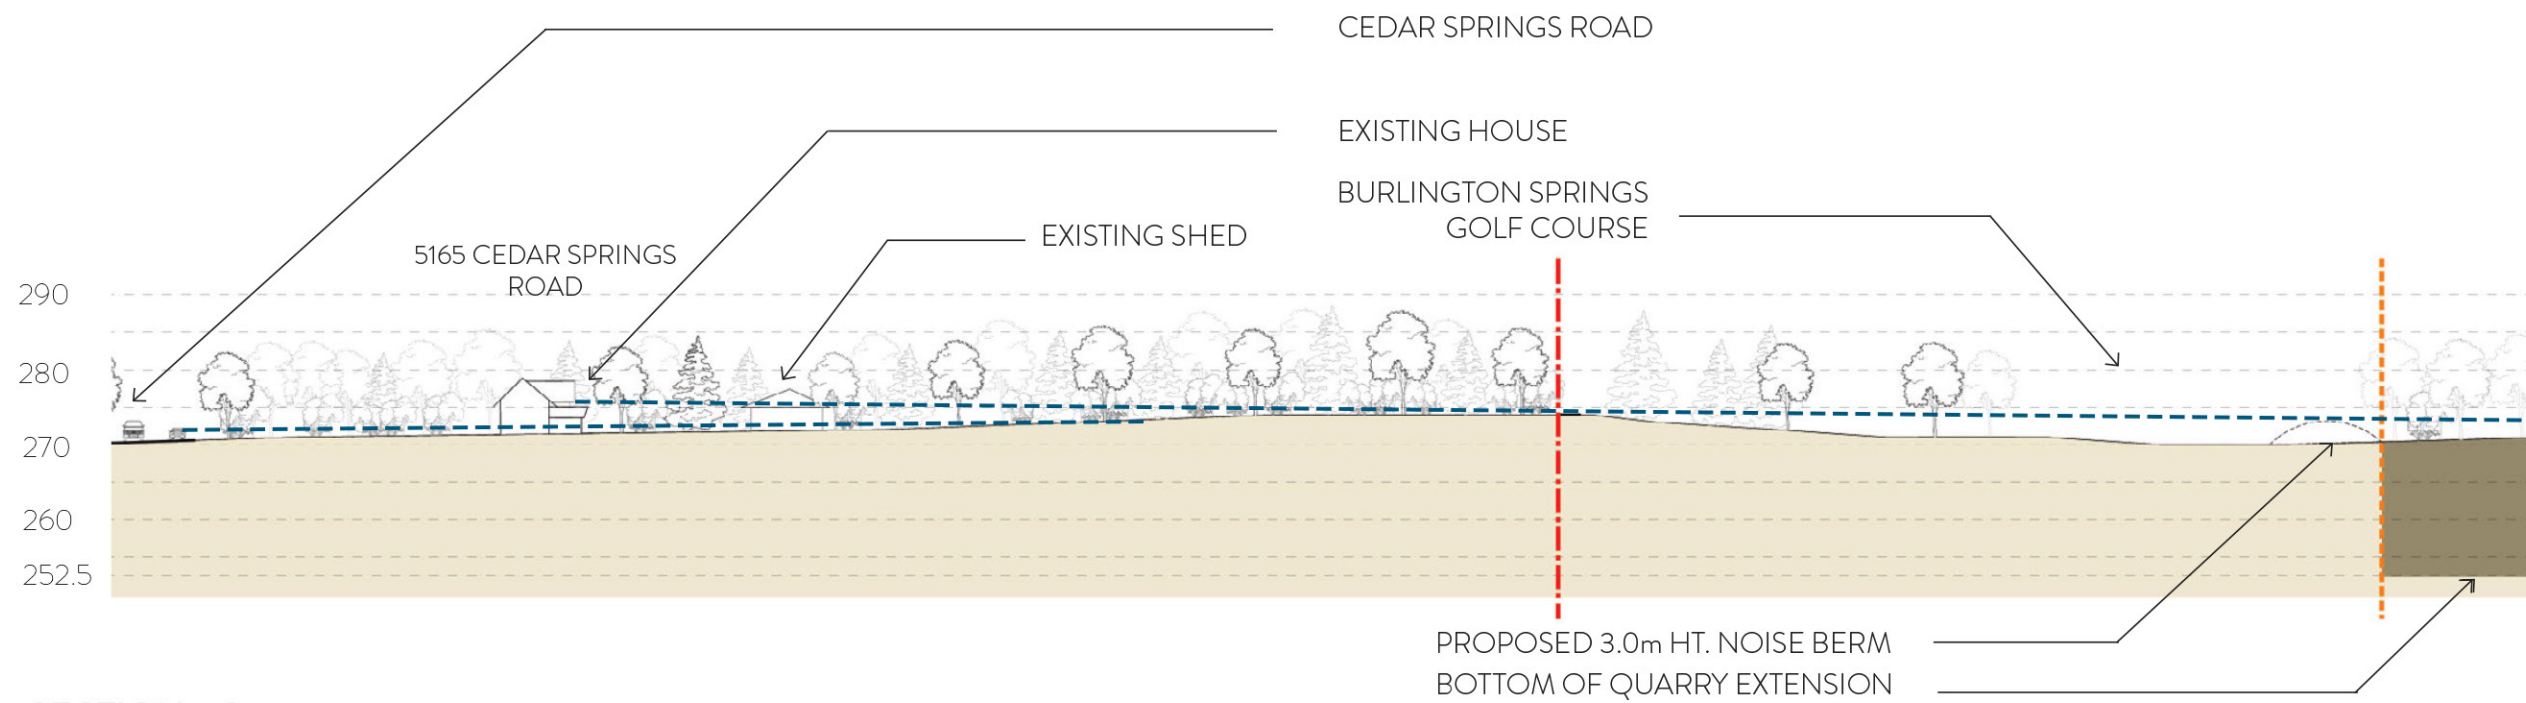 CEDAR SPRINGS ROAD
EXISTING HOUSE
BURLINGTON SPRINGS
GOLF COURSE
EXISTING SHED
5165 CEDAR SPRINGS
ROAD
290
280
270
260
252.5
PROPOSED 3.0m HT. NOISE BERM
BOTTOM OF QUARRY EXTENSION